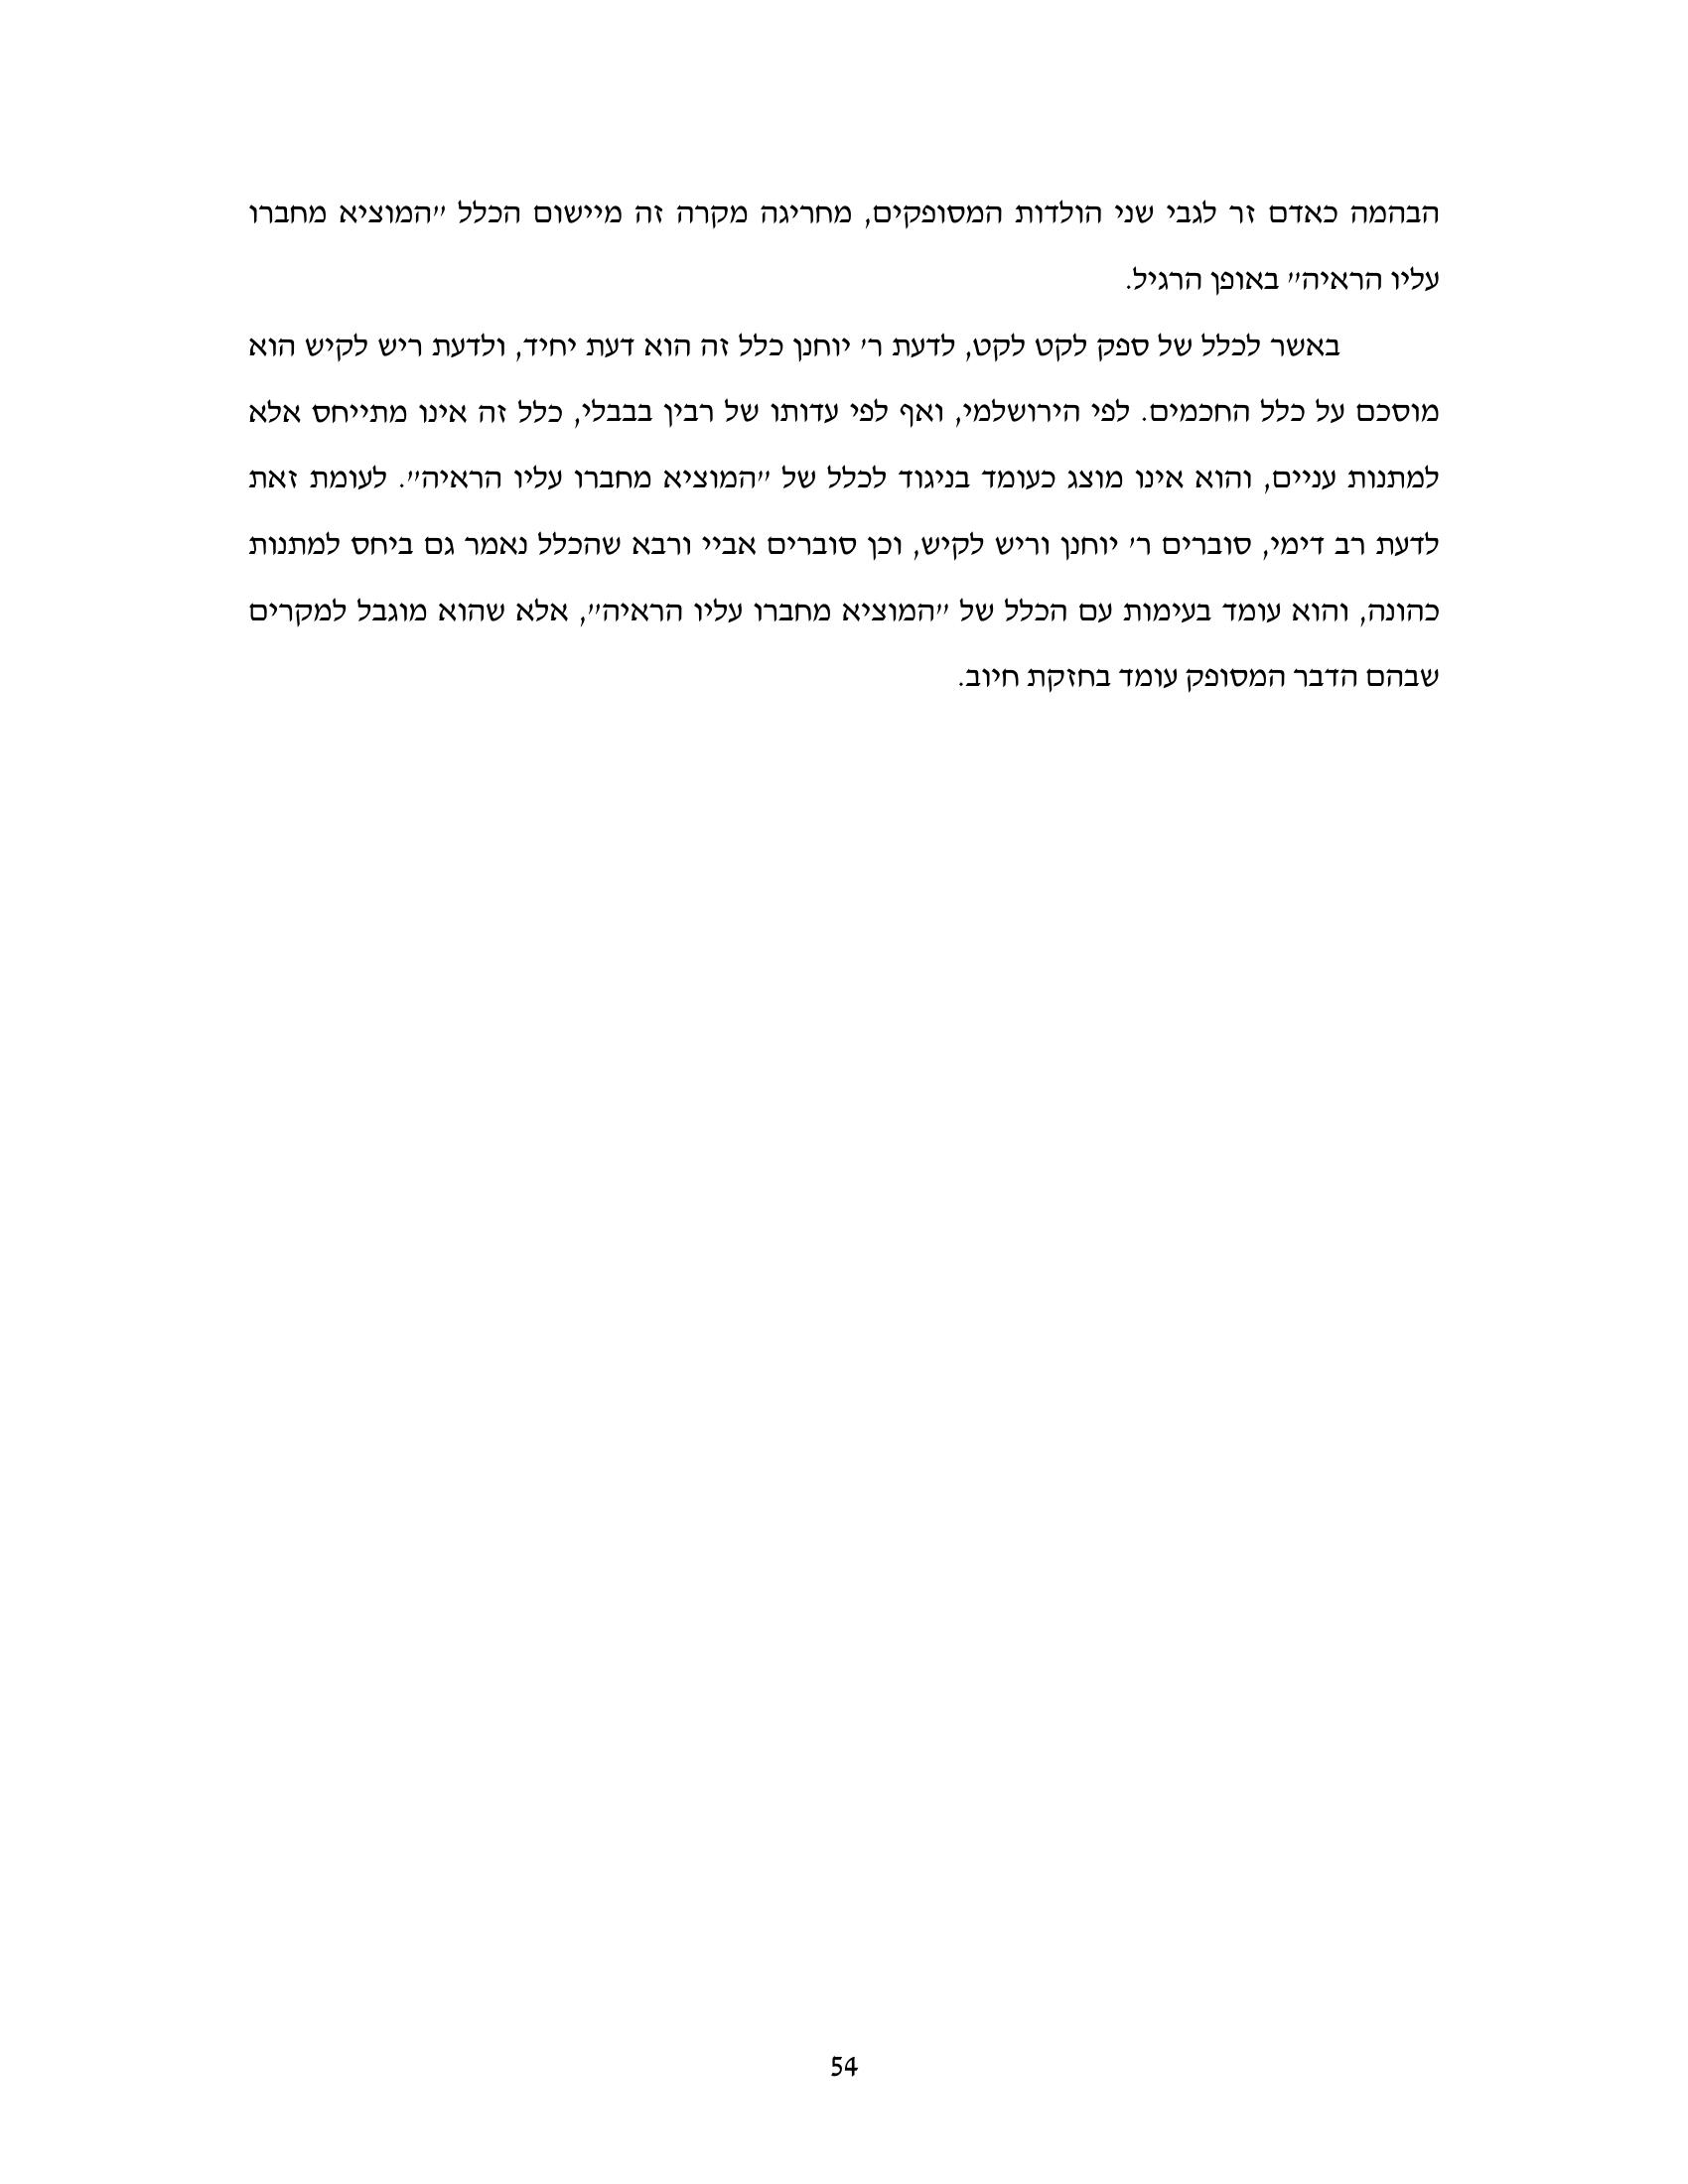 הבהמה כאדם זר לגבי שני הולדות המסופקים, מחריגה מקרה זה מיישום הכלל "המוציא מחברו
עליו הראיה" באופן הרגיל.
באשר לכלל של ספק לקט לקט, לדעת ר' יוחנן כלל זה הוא דעת יחיד, ולדעת ריש לקיש הוא
מוסכם על כלל החכמים. לפי הירושלמי, ואף לפי עדותו של רבין בבבלי, כלל זה אינו מתייחס אלא
למתנות עניים, והוא אינו מוצג כעומד בניגוד לכלל של "המוציא מחברו עליו הראיה". לעומת זאת
לדעת רב דימי, סוברים ר' יוחנן וריש לקיש, וכן סוברים אביי ורבא שהכלל נאמר גם ביחס למתנות
כהונה, והוא עומד בעימות עם הכלל של "המוציא מחברו עליו הראיה", אלא שהוא מוגבל למקרים
שבהם הדבר המסופק עומד בחזקת חיוב.
54